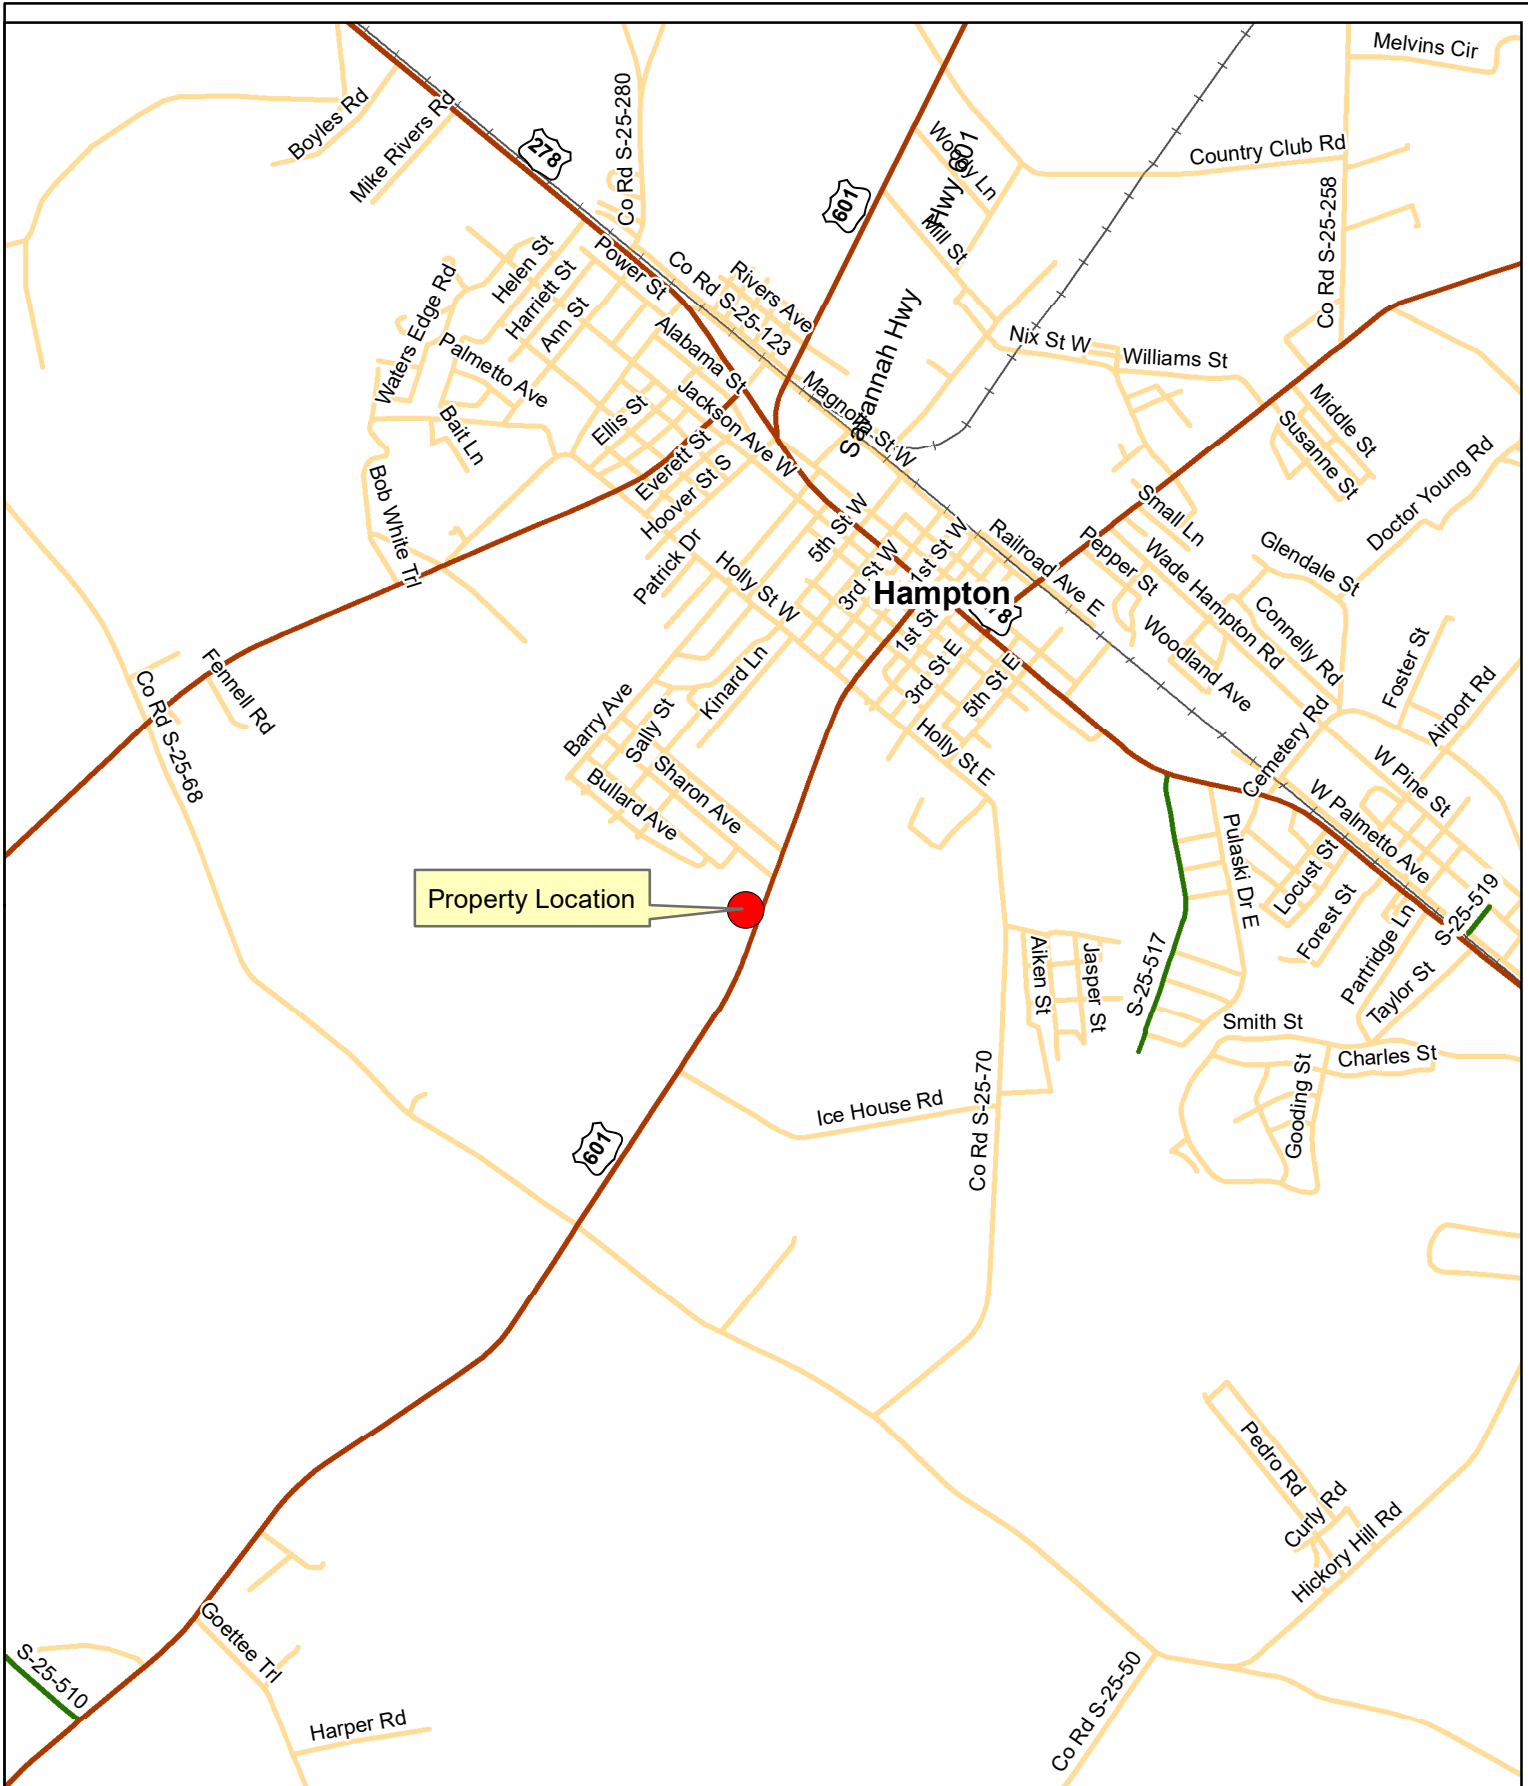 Melvins Cir
Boyles Rd
Mike Rivers Rd
278
Co Rd S-25-280
601
Woody Ln
Hwy 601
Mill St
Country Club Rd
Co Rd S-25-258
Helen St
Harriett St
Ann St
Power St
Co Rd S-25-123
Rivers Ave
Waters Edge Rd
Palmetto Ave
Alabama St
Savannah Hwy
Nix St W
Williams St
Bait Ln
Ellis St
Jackson Ave W
Magnolia St W
Middle St
Susanne St
Bob White Trl
Everett St
Hoover St S
Patrick Dr
5th St W
3rd St W
1st St W
Railroad Ave E
Small Ln
Pepper St
Doctor Young Rd
Glendale St
Holly St W
Hampton
278
Wade Hampton Rd
Connelly Rd
Woodland Ave
1st St E
3rd St E
5th St E
Foster St
Airport Rd
Fennell Rd
Co Rd S-25-68
Barry Ave
Sally St
Kinard Ln
Sharon Ave
Bullard Ave
Holly St E
Cemetery Rd
W Pine St
W Palmetto Ave
Pulaski Dr E
Locust St
Forest St
Partridge Ln
Taylor St
S-25-519
Property Location
Aiken St
Jasper St
S-25-517
Smith St
Charles St
Gooding St
Ice House Rd
Co Rd S-25-70
601
Pedro Rd
Curly Rd
Hickory Hill Rd
Goettee Trl
S-25-510
Harper Rd
Co Rd S-25-50